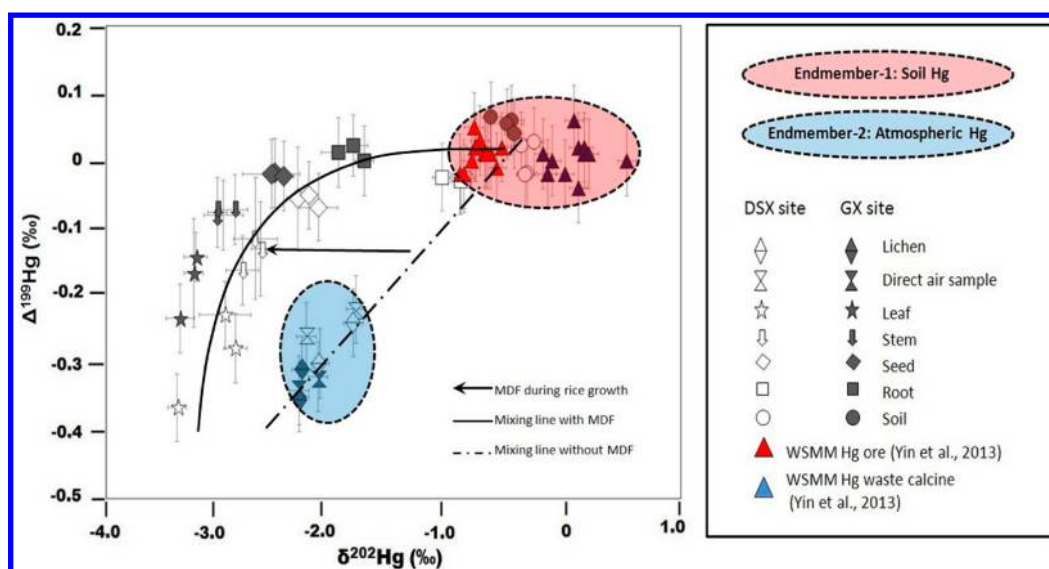 0.2
0.1
0
-0.1
-0.2
-0.3
-0.4
-0.5
Δ¹⁹⁹Hg (‰)
-4.0 -3.0 -2.0 -1.0 0 1.0
δ²⁰²Hg (‰)
MDF during rice growth
Mixing line with MDF
Mixing line without MDF
Endmember-1: Soil Hg
Endmember-2: Atmospheric Hg
DSX site GX site
Lichen
Direct air sample
Leaf
Stem
Seed
Root
Soil
WSMM Hg ore (Yin et al., 2013)
WSMM Hg waste calcine
(Yin et al., 2013)